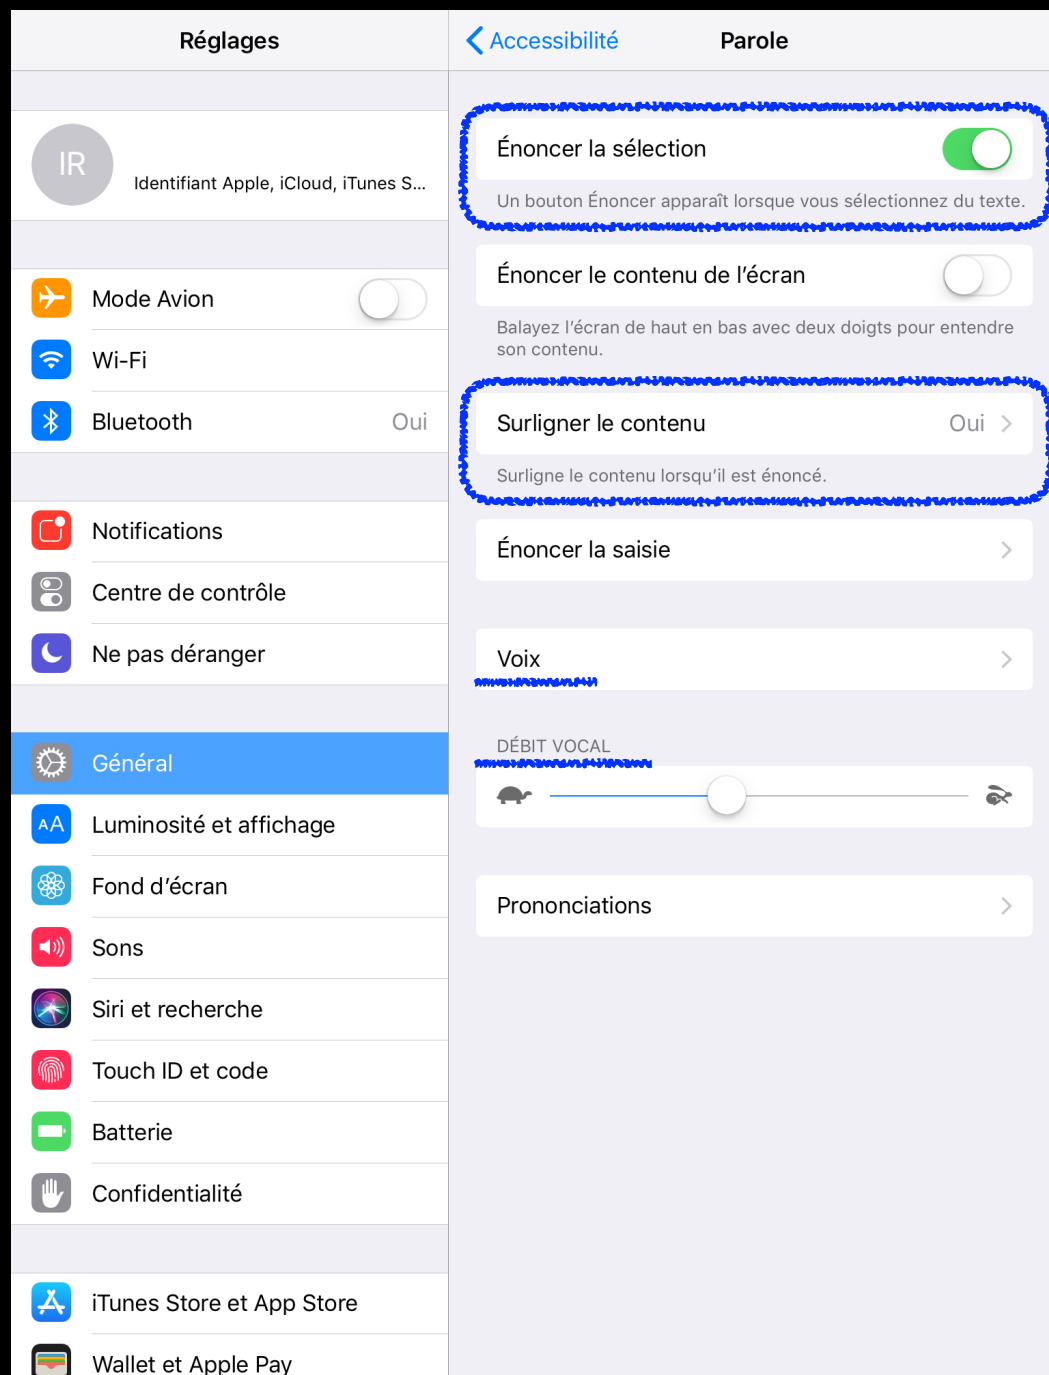 Réglages
IR
Identifiant Apple, iCloud, iTunes S...
Mode Avion
Wi-Fi
Bluetooth Oui
Notifications
Centre de contrôle
Ne pas déranger
Général
AA Luminosité et affichage
Fond d'écran
Sons
Siri et recherche
Touch ID et code
Batterie
Confidentialité
iTunes Store et App Store
Wallet et Apple Pay
Accessibilité Parole
Énoncer la sélection
Un bouton Énoncer apparaît lorsque vous sélectionnez du texte.
Énoncer le contenu de l'écran
Balayez l'écran de haut en bas avec deux doigts pour entendre
son contenu.
Surligner le contenu Oui
Surligne le contenu lorsqu'il est énoncé.
Énoncer la saisie
Voix
DÉBIT VOCAL
Prononciations